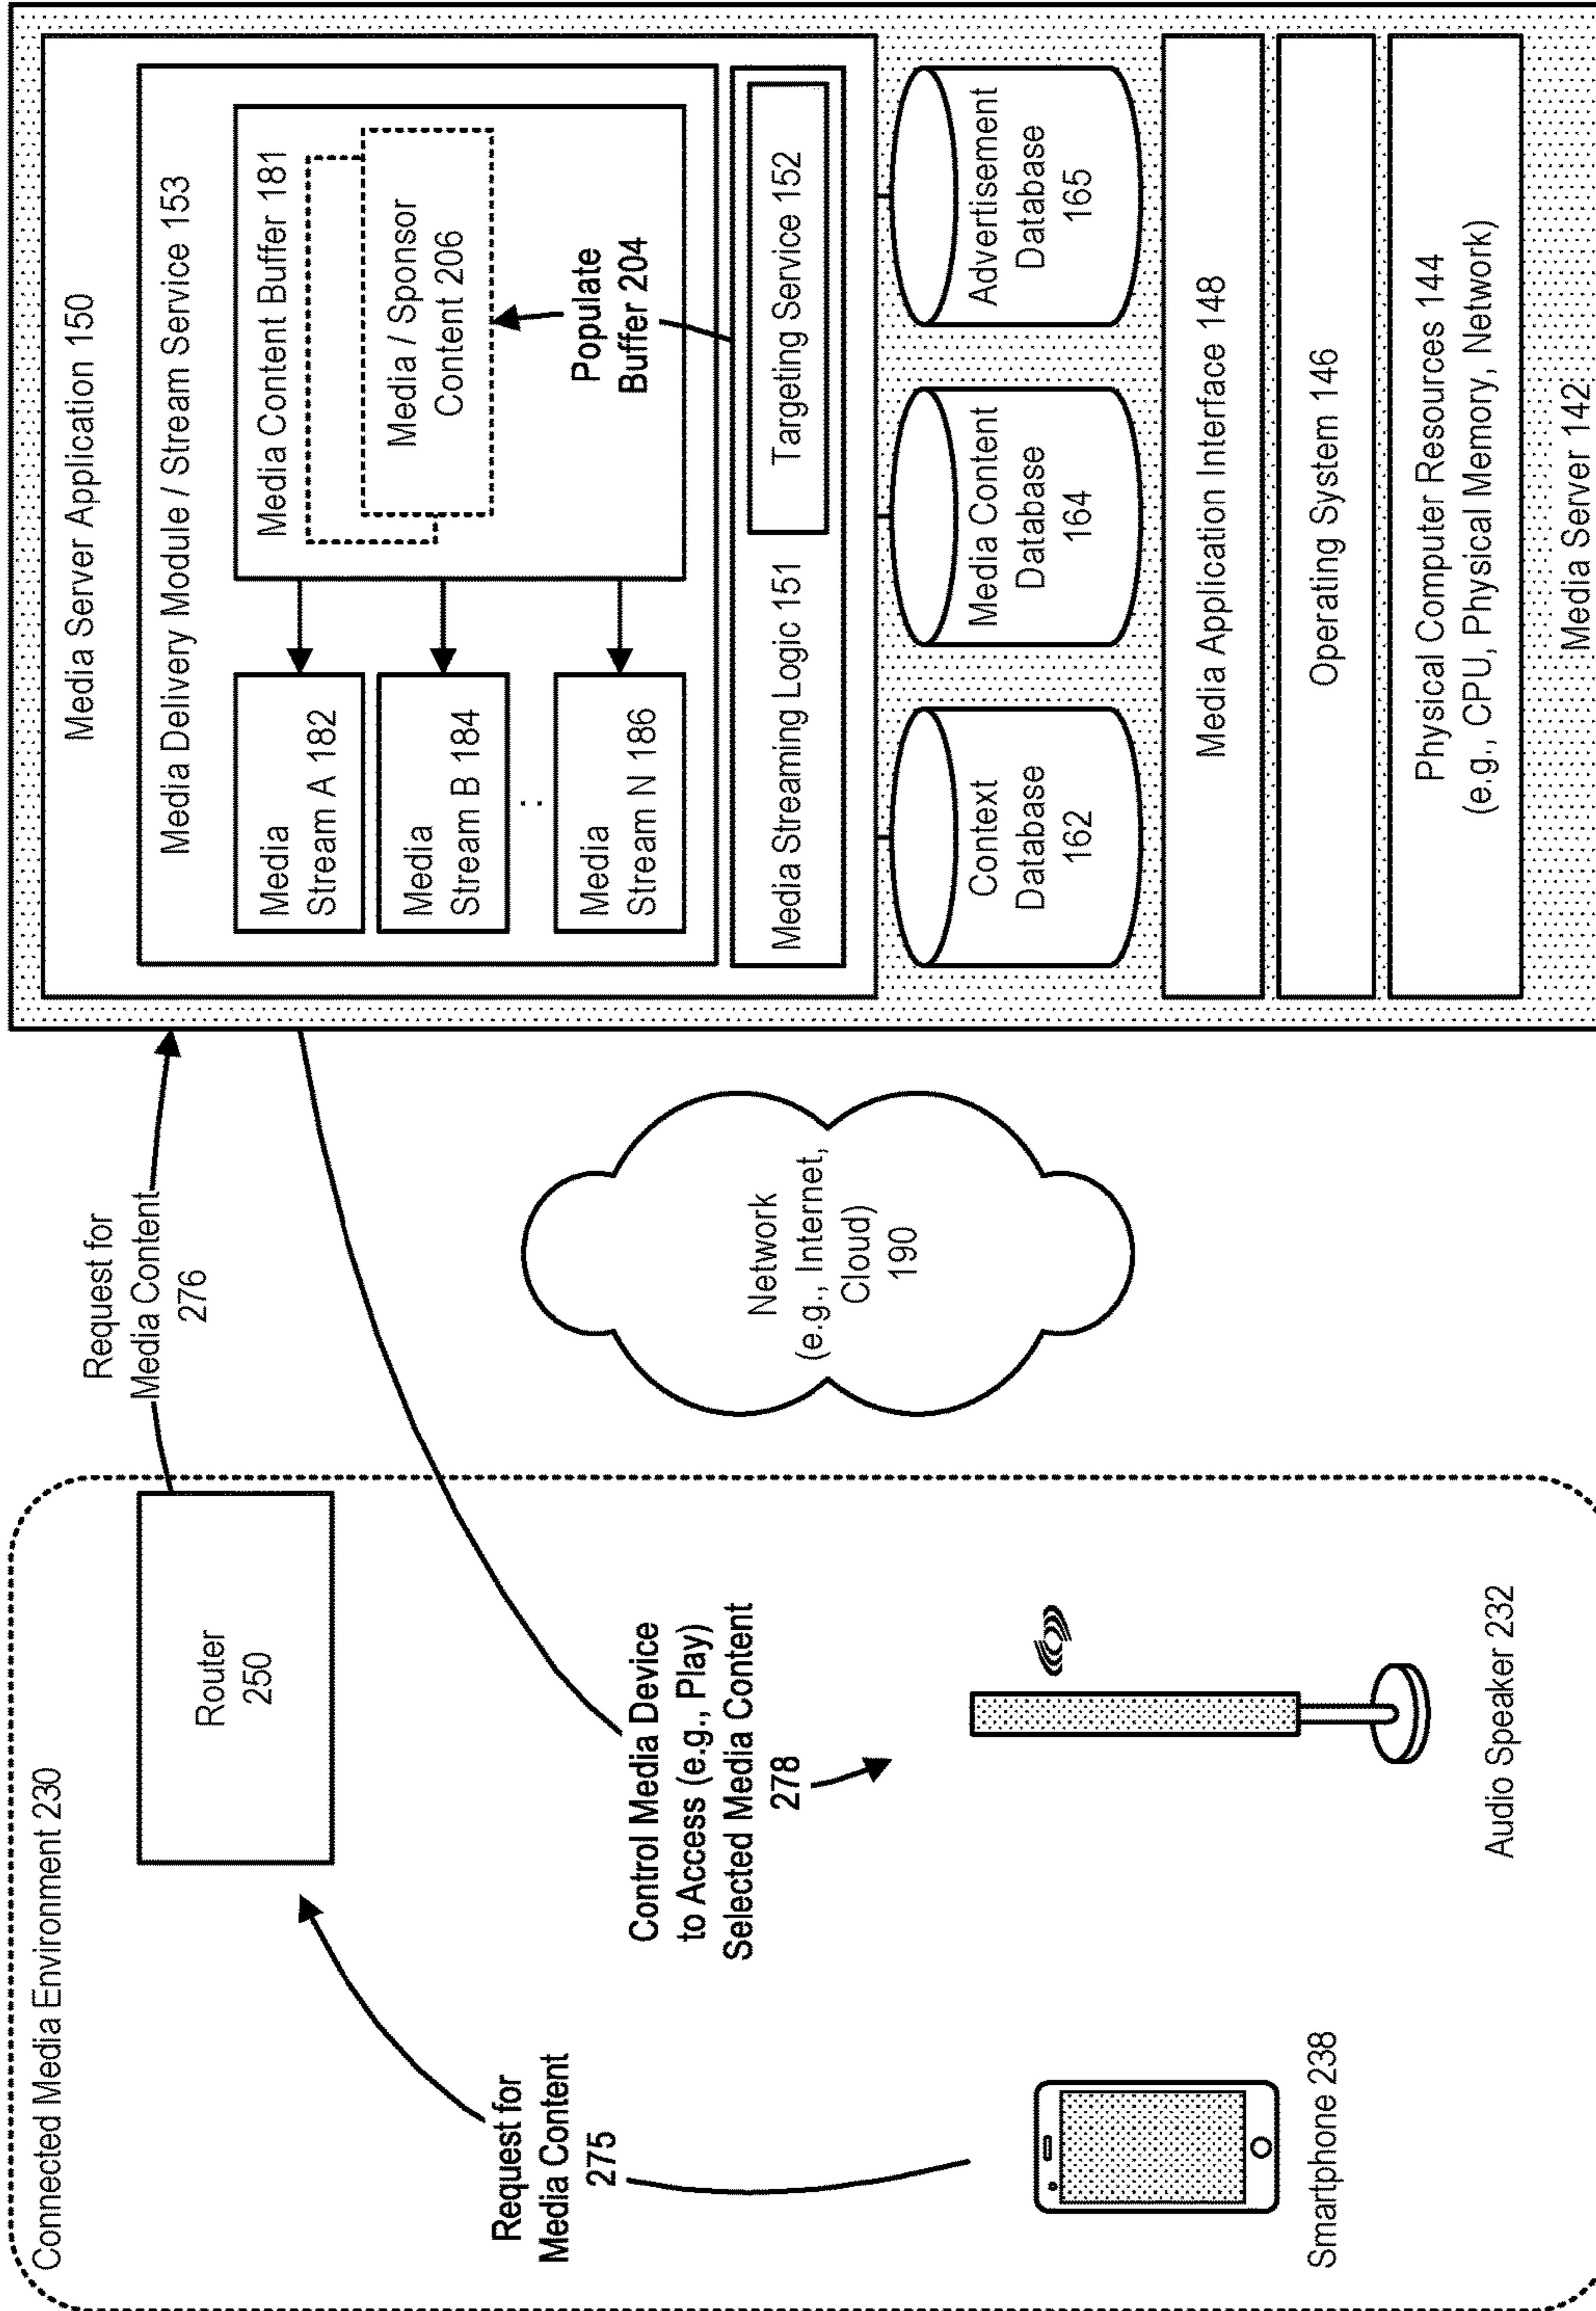 Connected Media Environment 230
Router
250
Request for
Media Content
275
Control Media Device
to Access (e.g., Play)
Selected Media Content
278
Smartphone 238
Audio Speaker 232
Request for
Media Content
276
Network
(e.g., Internet,
Cloud)
190
Media Server Application 150
Media Delivery Module / Stream Service 153
Media
Stream A 182
Media
Stream B 184
..
Media
Stream N 186
Media Content Buffer 181
Media / Sponsor
Content 206
Populate
Buffer 204
Media Streaming Logic 151
Targeting Service 152
Context
Database
162
Media Content
Database
164
Advertisement
Database
165
Media Application Interface 148
Operating System 146
Physical Computer Resources 144
(e.g., CPU, Physical Memory, Network)
Media Server 142